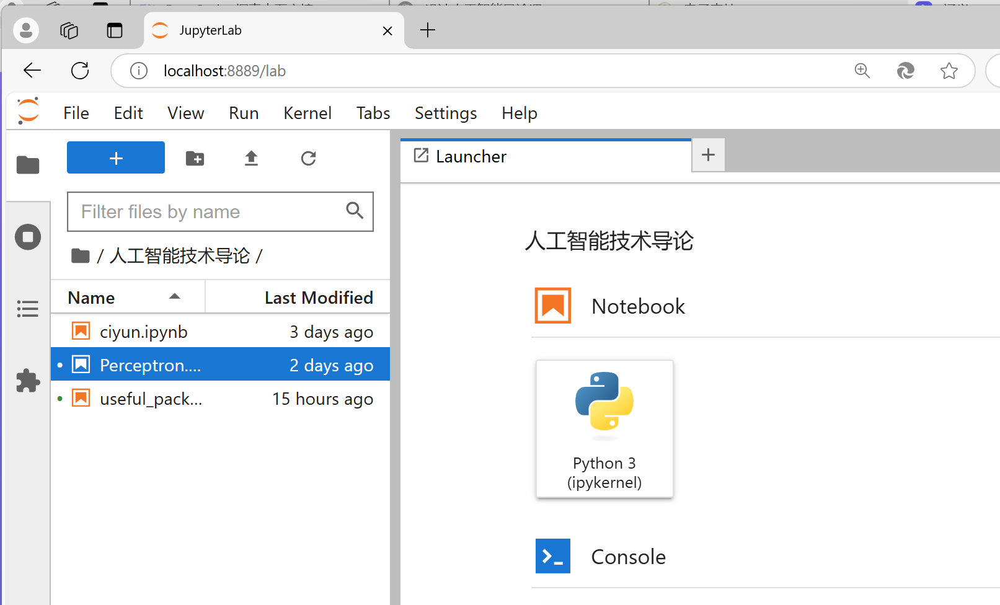 JupyterLab
localhost:8889/lab
File Edit View Run Kernel Tabs Settings Help
Launcher
Filter files by name
/ 人工智能技术导论 /
Name Last Modified
ciyun.ipynb 3 days ago
Perceptron.... 2 days ago
useful_pack... 15 hours ago
人工智能技术导论
Notebook
Python 3
(ipykernel)
Console